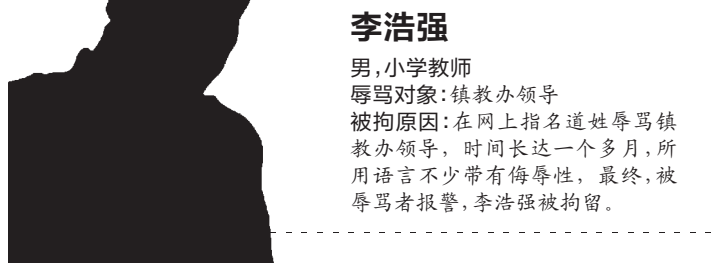 李浩强
男,小学教师
辱骂对象:镇教办领导
被拘原因:在网上指名道姓辱骂镇
教办领导，时间长达一个多月,所
用语言不少带有侮辱性，最终,被
辱骂者报警,李浩强被拘留。